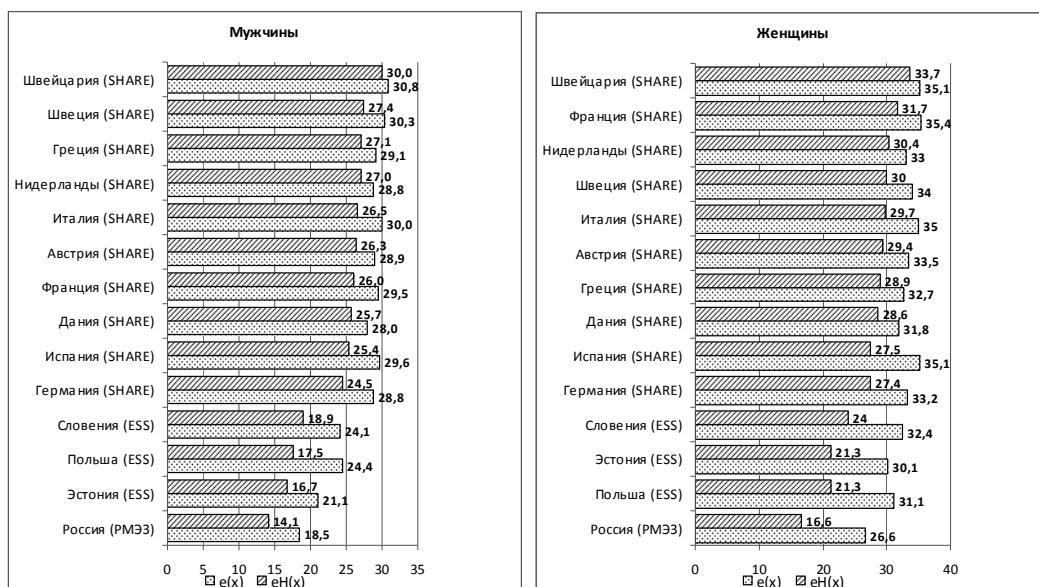 Мужчины
Швейцария (SHARE)
30,0
30,8
Швеция (SHARE)
27,4
30,3
Греция (SHARE)
27,1
29,1
Нидерланды (SHARE)
27,0
28,8
Италия (SHARE)
26,5
30,0
Австрия (SHARE)
26,3
28,9
Франция (SHARE)
26,0
29,5
Дания (SHARE)
25,7
28,0
Испания (SHARE)
25,4
29,6
Германия (SHARE)
24,5
28,8
Словения (ESS)
18,9
24,1
Польша (ESS)
17,5
24,4
Эстония (ESS)
16,7
21,1
Россия (РМЭЗ)
14,1
18,5
0 5 10 15 20 25 30 35
e(x) eH(x)
Женщины
Швейцария (SHARE)
33,7
35,1
Франция (SHARE)
31,7
35,4
Нидерланды (SHARE)
30,4
33
Швеция (SHARE)
30
34
Италия (SHARE)
29,7
35
Австрия (SHARE)
29,4
33,5
Греция (SHARE)
28,9
32,7
Дания (SHARE)
28,6
31,8
Испания (SHARE)
27,5
35,1
Германия (SHARE)
27,4
33,2
Словения (ESS)
24
32,4
Эстония (ESS)
21,3
30,1
Польша (ESS)
21,3
31,1
Россия (РМЭЗ)
16,6
26,6
0 10 20 30 40
e(x) eH(x)